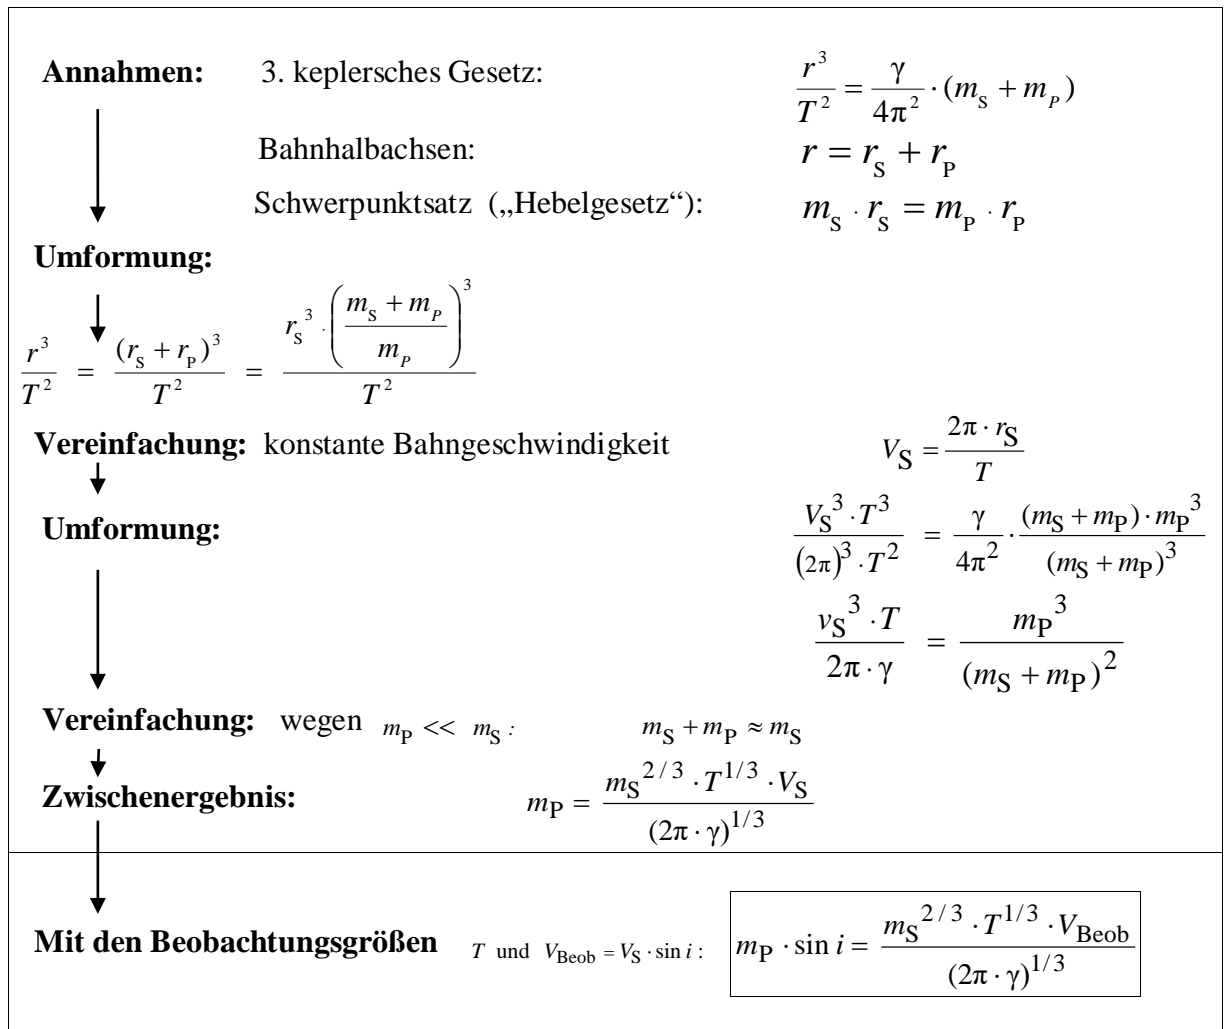 Annahmen: 3. keplersches Gesetz: r³/T² = γ/4π² · (m_S + m_P)
Bahnhalbachsen: r = r_S + r_P
Schwerpunktsatz („Hebelgesetz“): m_S · r_S = m_P · r_P
Umformung:
r³/T² = (r_S + r_P)³/T² = r_S³ · ((m_S + m_P)/m_P)³/T²
Vereinfachung: konstante Bahngeschwindigkeit V_S = 2π · r_S/T
Umformung: V_S³ · T³/(2π)³ · T² = γ/4π² · (m_S + m_P) · m_P³/(m_S + m_P)³
v_S³ · T/2π · γ = m_P³/(m_S + m_P)²
Vereinfachung: wegen m_P << m_S : m_S + m_P ≈ m_S
Zwischenergebnis: m_P = m_S^2/3 · T^1/3 · V_S/(2π · γ)^1/3
Mit den Beobachtungsgrößen T und V_Beob = V_S · sin i : m_P · sin i = m_S^2/3 · T^1/3 · V_Beob/(2π · γ)^1/3